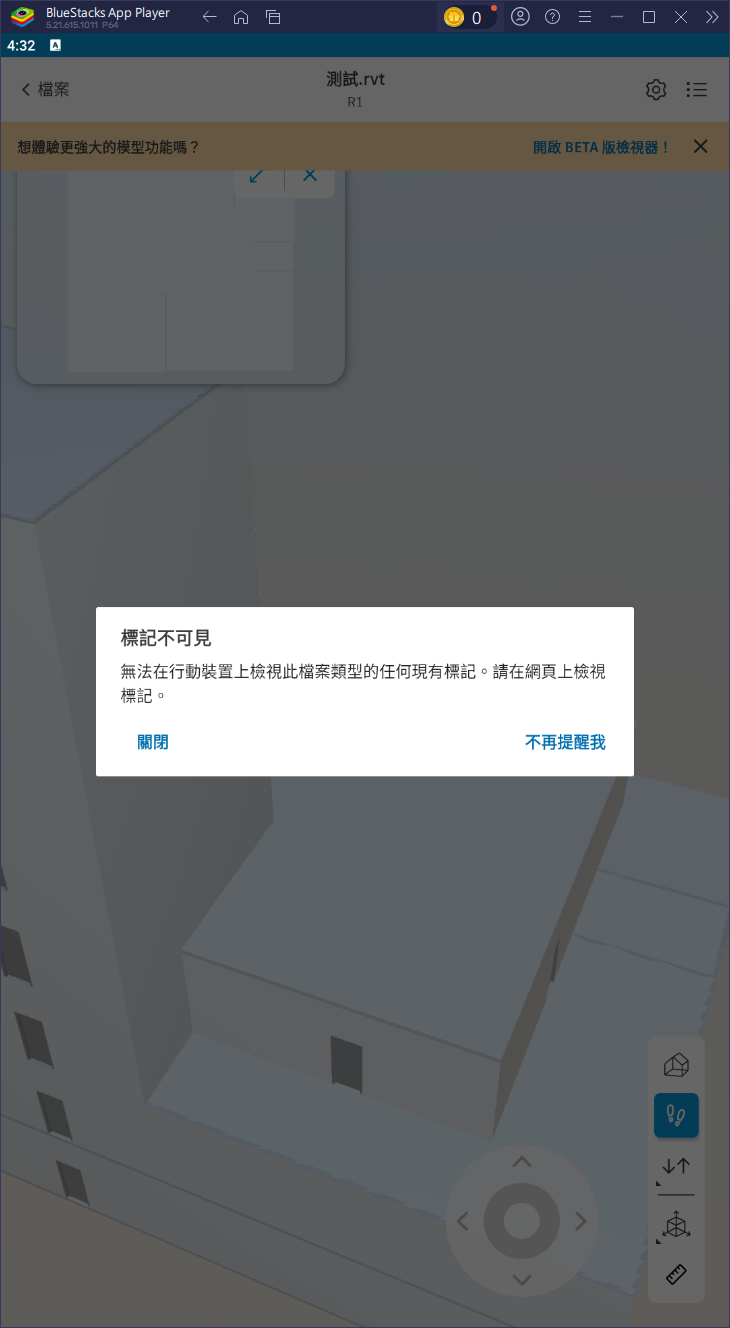 BlueStacks App Player
5.21.615.1011 P64
0
4:32
A
檔案
測試.rvt
R1
想體驗更強大的模型功能嗎？
開啟 BETA 版檢視器！
標記不可見
無法在行動裝置上檢視此檔案類型的任何現有標記。請在網頁上檢視
標記。
關閉
不再提醒我